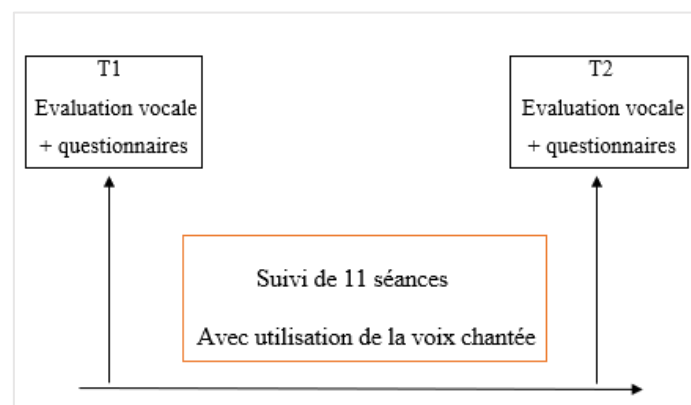 T1
Evaluation vocale
+ questionnaires
T2
Evaluation vocale
+ questionnaires
Suivi de 11 séances
Avec utilisation de la voix chantée